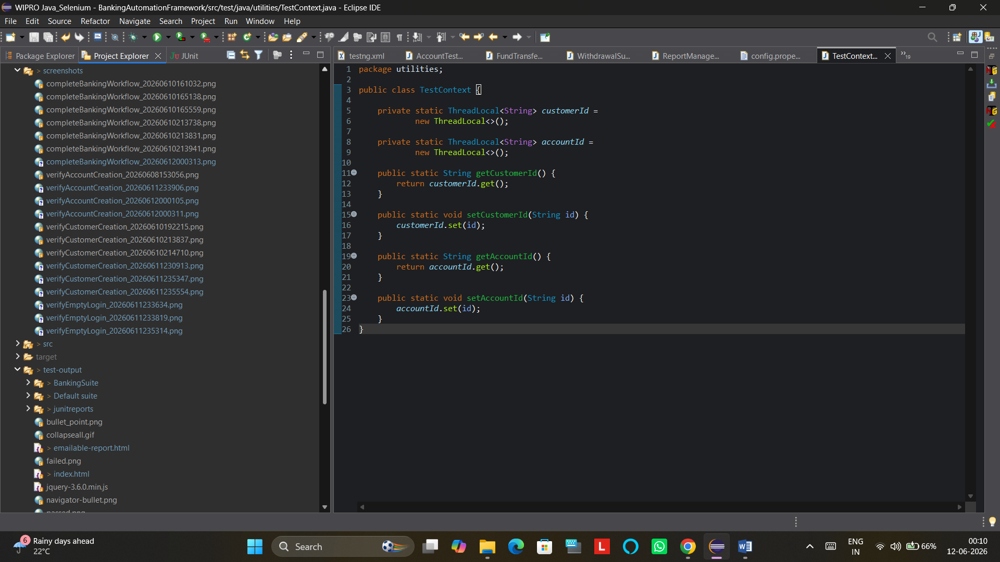 WIPRO Java_Selenium - BankingAutomationFramework/src/test/java/utilities/TestContext.java - Eclipse IDE
File Edit Source Refactor Navigate Search Project Run Window Help
Package Explorer Project Explorer JUnit
testng.xml AccountTest... FundTransfe... WithdrawalSu... ReportManage... config.prope... TestContext... 19
> screenshots
completeBankingWorkflow_20260610161032.png
completeBankingWorkflow_20260610165138.png
completeBankingWorkflow_20260610165559.png
completeBankingWorkflow_20260610213738.png
completeBankingWorkflow_20260610213831.png
completeBankingWorkflow_20260610213941.png
completeBankingWorkflow_20260612000313.png
verifyAccountCreation_20260608153056.png
verifyAccountCreation_20260611233906.png
verifyAccountCreation_20260612000105.png
verifyAccountCreation_20260612000311.png
verifyCustomerCreation_20260610192215.png
verifyCustomerCreation_20260610213837.png
verifyCustomerCreation_20260610214710.png
verifyCustomerCreation_20260611230913.png
verifyCustomerCreation_20260611235347.png
verifyCustomerCreation_20260611235554.png
verifyEmptyLogin_20260611233634.png
verifyEmptyLogin_20260611233819.png
verifyEmptyLogin_20260611235314.png
> src
target
> test-output
> BankingSuite
> Default suite
> junitreports
bullet_point.png
collapseall.gif
> emailable-report.html
failed.png
> index.html
jquery-3.6.0.min.js
navigator-bullet.png
passed.png
1 package utilities;
2
3 public class TestContext {
4
5 private static ThreadLocal<String> customerId =
6 new ThreadLocal<>();
7
8 private static ThreadLocal<String> accountId =
9 new ThreadLocal<>();
10
11 public static String getCustomerId() {
12 return customerId.get();
13 }
14
15 public static void setCustomerId(String id) {
16 customerId.set(id);
17 }
18
19 public static String getAccountId() {
20 return accountId.get();
21 }
22
23 public static void setAccountId(String id) {
24 accountId.set(id);
25 }
26 }
6
Rainy days ahead
22°C
Search
L
ENG
IN
66%
00:10
12-06-2026